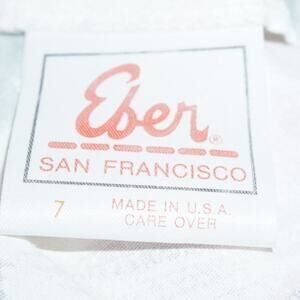 Eber®
SAN FRANCISCO
7
MADE IN U.S.A.
CARE OVER